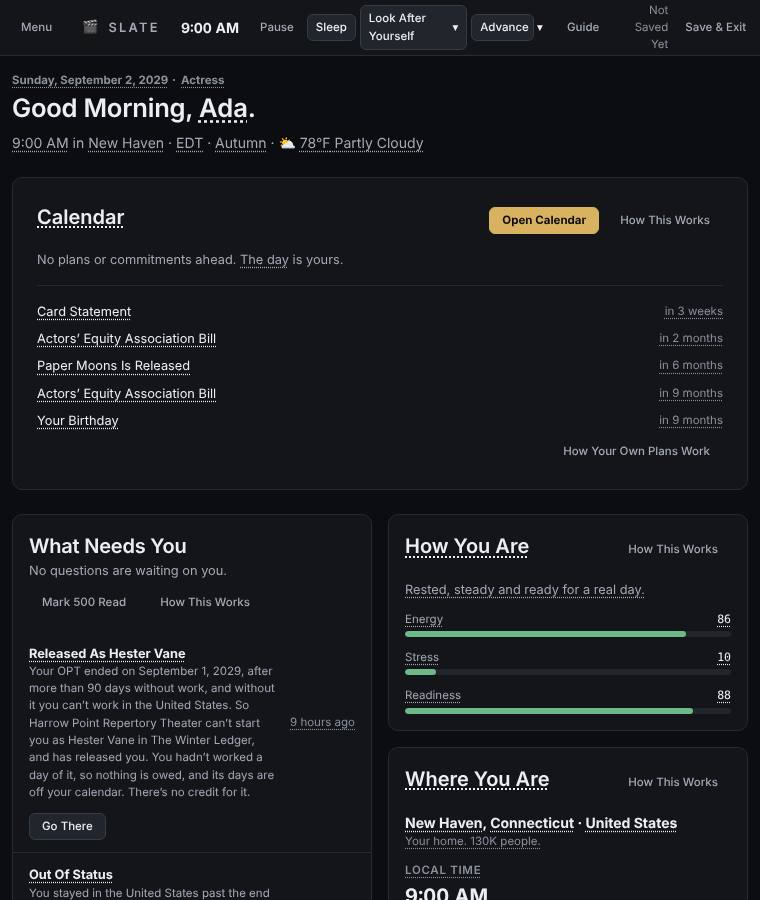 Menu
🎬 SLATE
9:00 AM
Pause
Sleep
Look After
Yourself ▾
Advance ▾
Guide
Not
Saved
Yet
Save & Exit
Sunday, September 2, 2029 · Actress
Good Morning, Ada.
9:00 AM in New Haven · EDT · Autumn · ⛅ 78°F Partly Cloudy
Calendar
Open Calendar
How This Works
No plans or commitments ahead. The day is yours.
Card Statement in 3 weeks
Actors’ Equity Association Bill in 2 months
Paper Moons Is Released in 6 months
Actors’ Equity Association Bill in 9 months
Your Birthday in 9 months
How Your Own Plans Work
What Needs You
No questions are waiting on you.
Mark 500 Read How This Works
Released As Hester Vane
Your OPT ended on September 1, 2029, after
more than 90 days without work, and without
it you can’t work in the United States. So
Harrow Point Repertory Theater can’t start
you as Hester Vane in The Winter Ledger,
and has released you. You hadn’t worked a
day of it, so nothing is owed, and its days are
off your calendar. There’s no credit for it.
9 hours ago
Go There
Out Of Status
You stayed in the United States past the end
How You Are
How This Works
Rested, steady and ready for a real day.
Energy 86
Stress 10
Readiness 88
Where You Are
How This Works
New Haven, Connecticut · United States
Your home. 130K people.
LOCAL TIME
9:00 AM